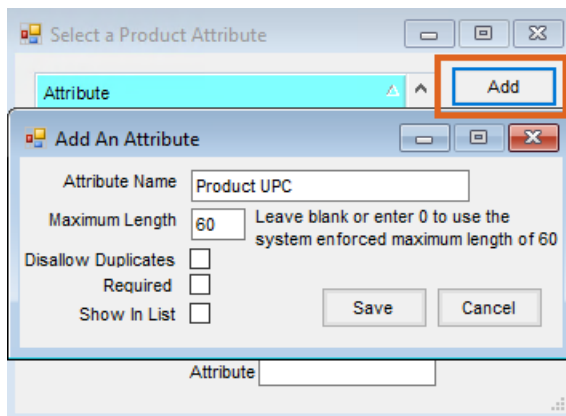 Select a Product Attribute
Attribute
Add
Add An Attribute
Attribute Name Product UPC
Maximum Length 60 Leave blank or enter 0 to use the
system enforced maximum length of 60
Disallow Duplicates
Required
Show In List
Save Cancel
Attribute